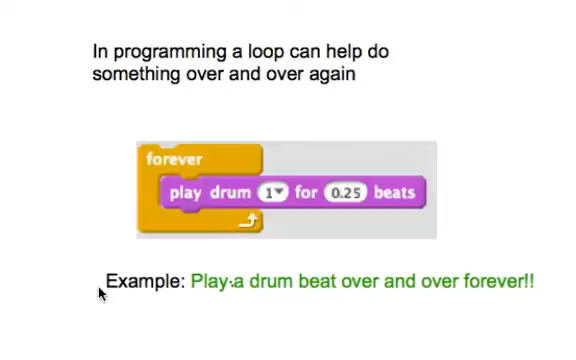 In programming a loop can help do
something over and over again
forever
play drum 1 for 0.25 beats
Example: Play a drum beat over and over forever!!